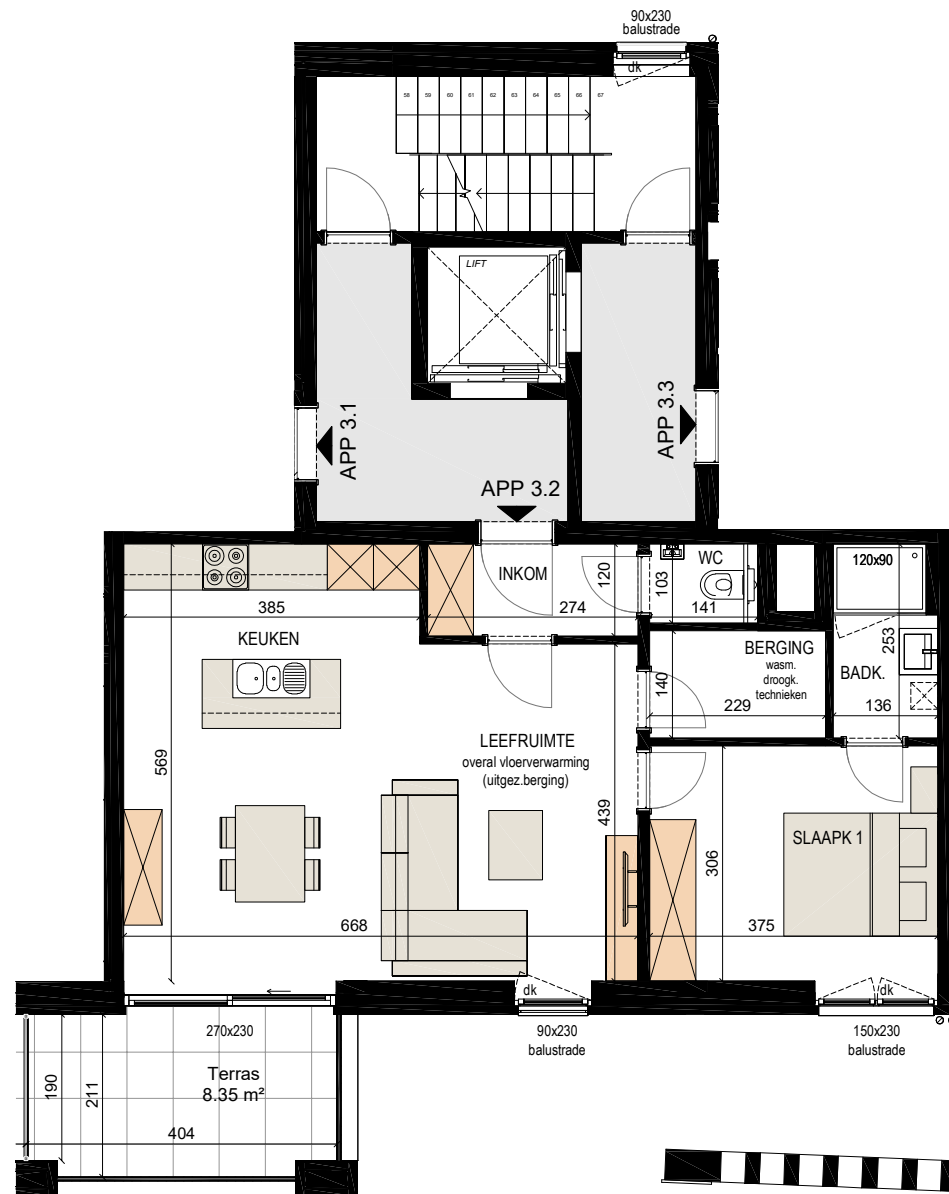 90x230
balustrade
dk
58 59 60 61 62 63 64 65 66 67
LIFT
APP 3.1
APP 3.3
APP 3.2
INKOM
120
274
WC
103
141
120x90
385
KEUKEN
BERGING
wasm.
droogk.
technieken
140
229
253
BADK.
136
569
LEEFRUIMTE
overal vloerverwarming
(uitgez.berging)
439
306
SLAAPK 1
668
375
dk
dk
270x230
90x230
balustrade
150x230
balustrade
Terras
8.35 m²
190
211
404